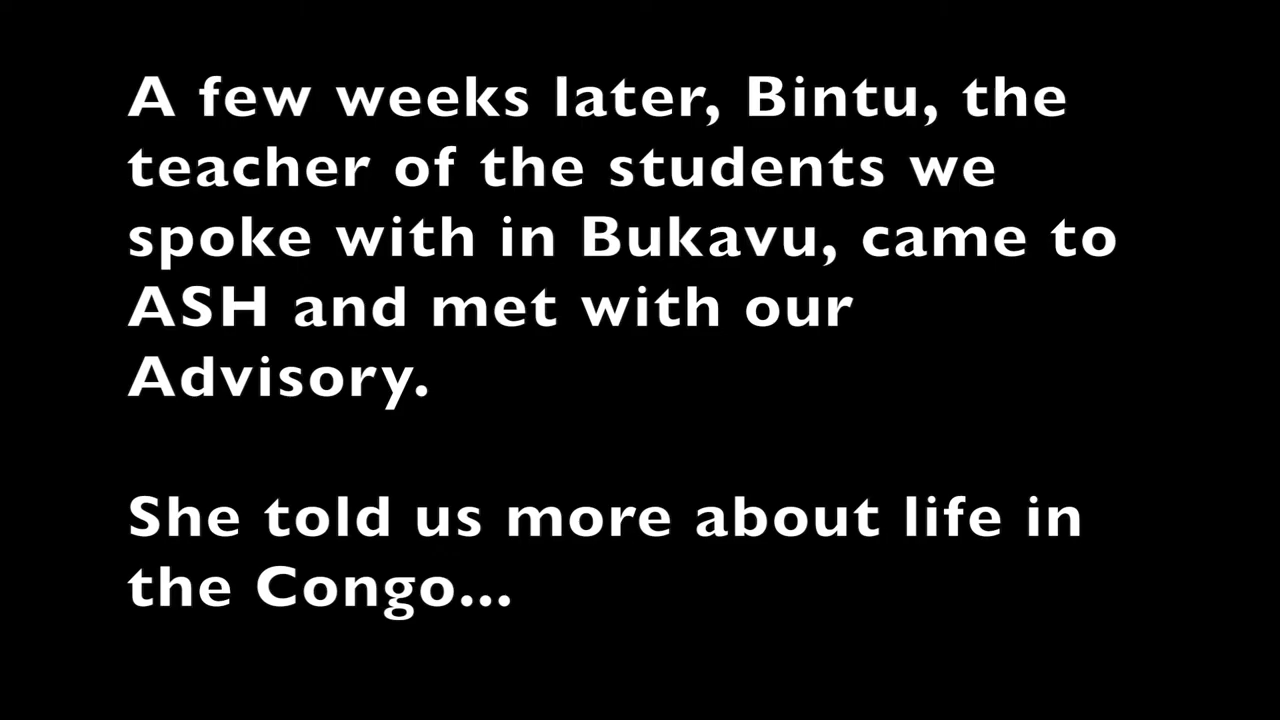 A few weeks later, Bintu, the
teacher of the students we
spoke with in Bukavu, came to
ASH and met with our
Advisory.
She told us more about life in
the Congo...